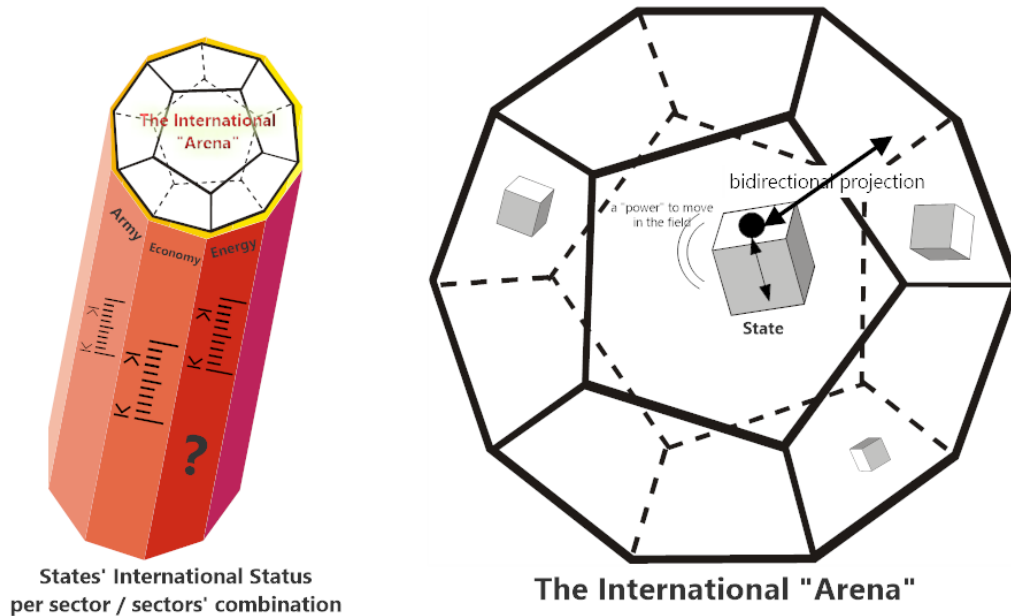 The International
"Arena"
Army
Economy
Energy
K
K
K
K
K
K
?
States' International Status
per sector / sectors' combination
bidirectional projection
a "power" to move
in the field
State
The International "Arena"